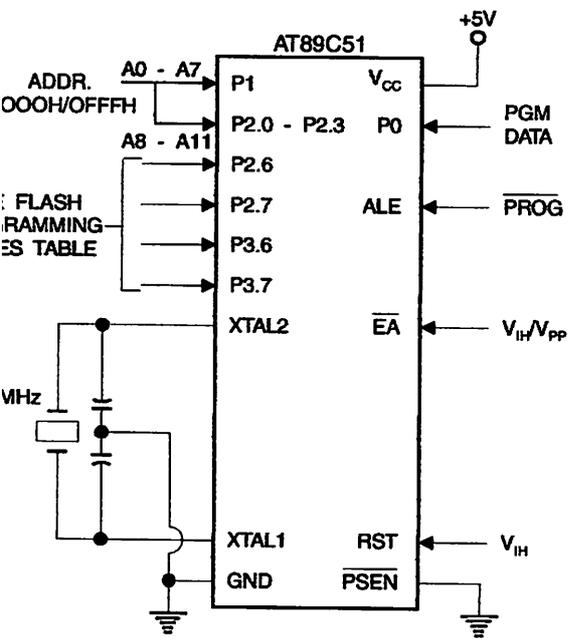 +5V
AT89C51
A0 - A7
ADDR.
OOOOH/OFFFH
P1
VCC
P2.0 - P2.3
P0
PGM
DATA
A8 - A11
P2.6
FLASH
RAMMING
ES TABLE
P2.7
ALE
PROG
P3.6
P3.7
XTAL2
EA
VIH/VPP
MHz
XTAL1
RST
VIH
GND
PSEN